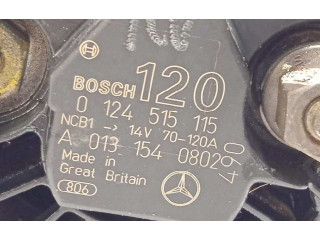 BOSCH 120
0 124 515 115
NCB1 -> 14V 70-120A
A 013 154 0802
Made in
Great Britain
806